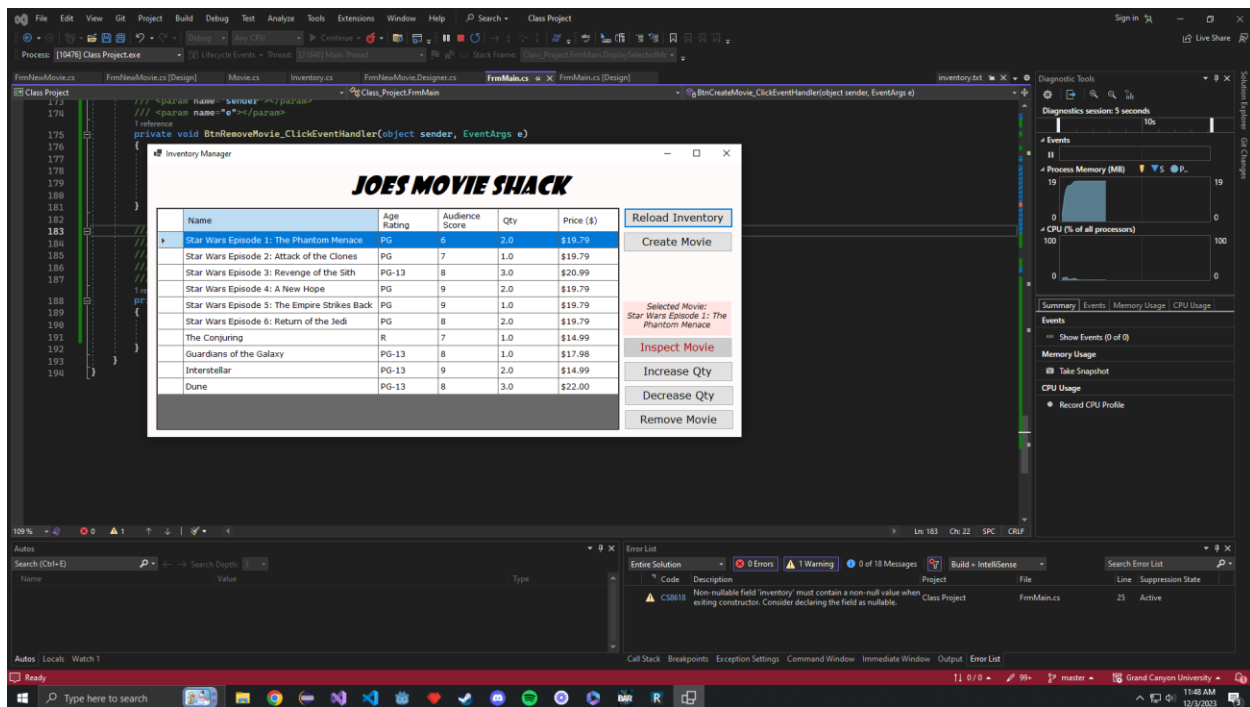 File Edit View Git Project Build Debug Test Analyze Tools Extensions Window Help Search Class Project Sign in
Debug Any CPU Continue Live Share
Process: [10476] Class Project.exe Lifecycle Events Thread: [21840] Main Thread Stack Frame: Class_Project.FrmMain.DisplaySelectedMo
FrmNewMovie.cs FrmNewMovie.cs [Design] Movie.cs Inventory.cs FrmNewMovie.Designer.cs FrmMain.cs FrmMain.cs [Design] inventory.txt Diagnostic Tools
Class Project Class_Project.FrmMain BtnCreateMovie_ClickEventHandler(object sender, EventArgs e)
173 /// <param name="sender"></param>
174 /// <param name="e"></param>
1 reference
175 private void BtnRemoveMovie_ClickEventHandler(object sender, EventArgs e)
176 {
177
178
179
180
181 }
182
183 //
184 //
185 //
186 //
187 //
1 re
188 pr
189 {
190
191
192 }
193 }
194 }
Inventory Manager
JOES MOVIE SHACK
Name Age Rating Audience Score Qty Price ($)
Star Wars Episode 1: The Phantom Menace PG 6 2.0 $19.79
Star Wars Episode 2: Attack of the Clones PG 7 1.0 $19.79
Star Wars Episode 3: Revenge of the Sith PG-13 8 3.0 $20.99
Star Wars Episode 4: A New Hope PG 9 2.0 $19.79
Star Wars Episode 5: The Empire Strikes Back PG 9 1.0 $19.79
Star Wars Episode 6: Return of the Jedi PG 8 2.0 $19.79
The Conjuring R 7 1.0 $14.99
Guardians of the Galaxy PG-13 8 1.0 $17.98
Interstellar PG-13 9 2.0 $14.99
Dune PG-13 8 3.0 $22.00
Reload Inventory
Create Movie
Selected Movie:
Star Wars Episode 1: The
Phantom Menace
Inspect Movie
Increase Qty
Decrease Qty
Remove Movie
Diagnostics session: 5 seconds
10s
Events
Process Memory (MB) S P...
19 19
0 0
CPU (% of all processors)
100 100
0 0
Summary Events Memory Usage CPU Usage
Events
Show Events (0 of 0)
Memory Usage
Take Snapshot
CPU Usage
Record CPU Profile
Solution Explorer
Git Changes
109 % 0 1 Ln: 183 Ch: 22 SPC CRLF
Autos
Search (Ctrl+E) Search Depth: 3
Name Value Type
Autos Locals Watch 1
Error List
Entire Solution 0 Errors 1 Warning 0 of 18 Messages Build + IntelliSense Search Error List
Code Description Project File Line Suppression State
CS8618 Non-nullable field 'inventory' must contain a non-null value when Class Project FrmMain.cs 25 Active
exiting constructor. Consider declaring the field as nullable.
Call Stack Breakpoints Exception Settings Command Window Immediate Window Output Error List
Ready 0 / 0 99+ master Grand Canyon University
Type here to search BAR R 11:48 AM
12/3/2023